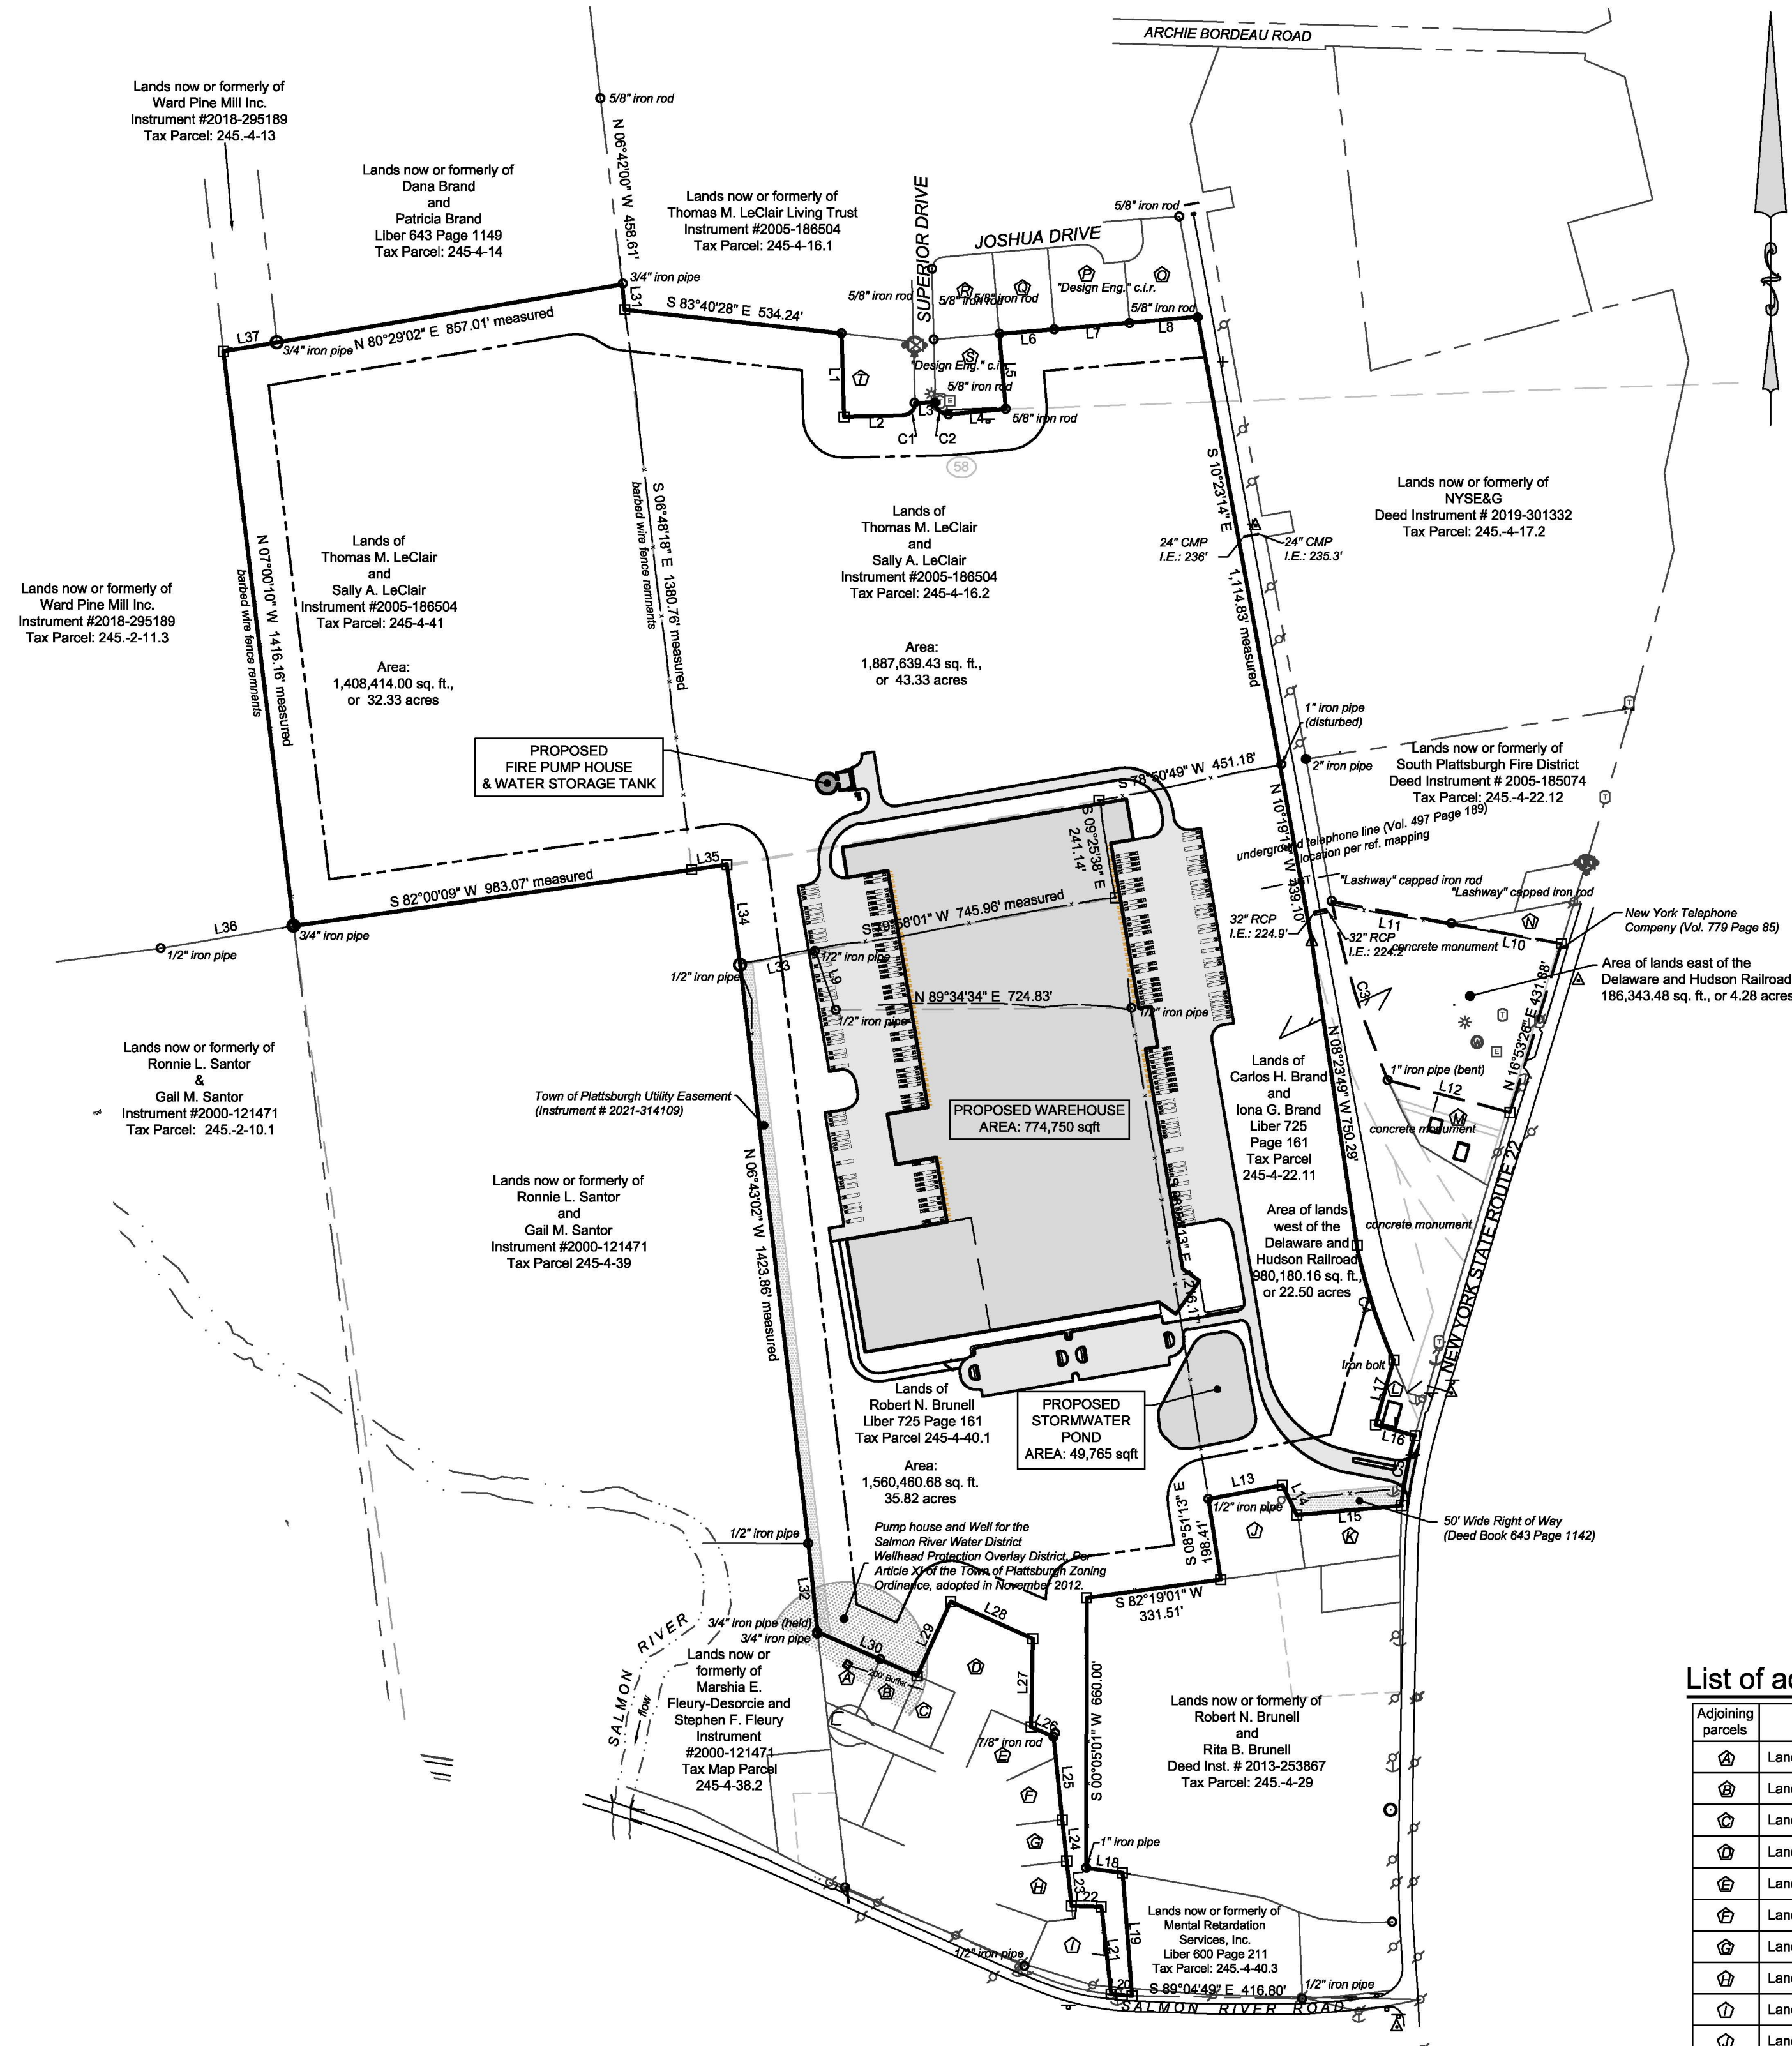 ARCHIE BORDEAU ROAD
Lands now or formerly of
Ward Pine Mill Inc.
Instrument #2018-295189
Tax Parcel: 245.-4-13
5/8" iron rod
N 06°42'00" W 458.61'
Lands now or formerly of
Dana Brand
and
Patricia Brand
Liber 643 Page 1149
Tax Parcel: 245-4-14
Lands now or formerly of
Thomas M. LeClair Living Trust
Instrument #2005-186504
Tax Parcel: 245-4-16.1
SUPERIOR DRIVE
JOSHUA DRIVE
5/8" iron rod
3/4" iron pipe
L31
S 83°40'28" E 534.24'
5/8" iron rod
R
5/8" iron rod
Q
5/8" iron rod
P
"Design Eng." c.i.r.
O
5/8" iron rod
L37
N 80°29'02" E 857.01' measured
3/4" iron pipe
L6
L7
L8
L1
T
S
"Design Eng." c.i.r.
L5
5/8" iron rod
E
L2
L3
L4
5/8" iron rod
C1
C2
58
S 10°23'14" E
1,114.83' measured
Lands now or formerly of
NYSE&G
Deed Instrument # 2019-301332
Tax Parcel: 245.-4-17.2
24" CMP
I.E.: 236'
24" CMP
I.E.: 235.3'
S 06°48'18" E 1380.76' measured
barbed wire fence remnants
Lands of
Thomas M. LeClair
and
Sally A. LeClair
Instrument #2005-186504
Tax Parcel: 245-4-16.2
Area:
1,887,639.43 sq. ft.,
or 43.33 acres
N 07°00'10" W 1416.16' measured
barbed wire fence remnants
Lands of
Thomas M. LeClair
and
Sally A. LeClair
Instrument #2005-186504
Tax Parcel: 245-4-41
Area:
1,408,414.00 sq. ft.,
or 32.33 acres
Lands now or formerly of
Ward Pine Mill Inc.
Instrument #2018-295189
Tax Parcel: 245.-2-11.3
PROPOSED
FIRE PUMP HOUSE
& WATER STORAGE TANK
1" iron pipe
(disturbed)
S 78°50'49" W 451.18'
2" iron pipe
Lands now or formerly of
South Plattsburgh Fire District
Deed Instrument # 2005-185074
Tax Parcel: 245.-4-22.12
underground telephone line (Vol. 497 Page 189)
location per ref. mapping
S 09°25'38" E
241.14'
"Lashway" capped iron rod
"Lashway" capped iron rod
L35
S 82°00'09" W 983.07' measured
L34
L36
1/2" iron pipe
3/4" iron pipe
745.96' measured
32" RCP
I.E.: 224.9'
32" RCP
I.E.: 224.2'
concrete monument
L11
L10
N
New York Telephone
Company (Vol. 779 Page 85)
1/2" iron pipe
L33
1/2" iron pipe
L9
N 89°34'34" E 724.83'
1/2" iron pipe
1/2" iron pipe
C3
Area of lands east of the
Delaware and Hudson Railroad
186,343.48 sq. ft., or 4.28 acres
N 16°53'28" E 431.88'
N 08°23'49" W 750.29'
1" iron pipe (bent)
L12
M
concrete monument
Lands now or formerly of
Ronnie L. Santor
&
Gail M. Santor
Instrument #2000-121471
Tax Parcel: 245.-2-10.1
Town of Plattsburgh Utility Easement
(Instrument # 2021-314109)
PROPOSED WAREHOUSE
AREA: 774,750 sqft
Lands of
Carlos H. Brand
and
Iona G. Brand
Liber 725
Page 161
Tax Parcel
245-4-22.11
Area of lands
west of the
Delaware and
Hudson Railroad
980,180.16 sq. ft.,
or 22.50 acres
concrete monument
NEW YORK STATE ROUTE 22
N 06°43'02" W 1423.86' measured
Lands now or formerly of
Ronnie L. Santor
and
Gail M. Santor
Instrument #2000-121471
Tax Parcel 245-4-39
C4
Iron bolt
L17
L
L16
C5
Lands of
Robert N. Brunell
Liber 725 Page 161
Tax Parcel 245-4-40.1
Area:
1,560,460.68 sq. ft.
35.82 acres
PROPOSED
STORMWATER
POND
AREA: 49,765 sqft
L13
L14
1/2" iron pipe
L15
S 08°51'13" E
198.41'
J
K
50' Wide Right of Way
(Deed Book 643 Page 1142)
1/2" iron pipe
Pump house and Well for the
Salmon River Water District
Wellhead Protection Overlay District, Per
Article XI of the Town of Plattsburgh Zoning
Ordinance, adopted in November 2012.
S 82°19'01" W
331.51'
L32
3/4" iron pipe (held)
3/4" iron pipe
L30
L29
L28
L27
L26
200' Buffer
A
B
C
D
SALMON RIVER
flow
Lands now or
formerly of
Marshia E.
Fleury-Desorcie and
Stephen F. Fleury
Instrument
#2000-121471
Tax Map Parcel
245-4-38.2
7/8" iron rod
E
L25
F
G
L24
H
L23
S 00°05'01" W 660.00'
Lands now or formerly of
Robert N. Brunell
and
Rita B. Brunell
Deed Inst. # 2013-253867
Tax Parcel: 245.-4-29
1" iron pipe
L18
L22
L19
L21
I
L20
1/2" iron pipe
Lands now or formerly of
Mental Retardation
Services, Inc.
Liber 600 Page 211
Tax Parcel: 245.-4-40.3
S 89°04'49" E 416.80'
1/2" iron pipe
SALMON RIVER ROAD
List of a
Adjoining
parcels
A Lan
B Lan
C Lan
D Lan
E Lan
F Lan
G Lan
H Lan
I Lan
J Lan